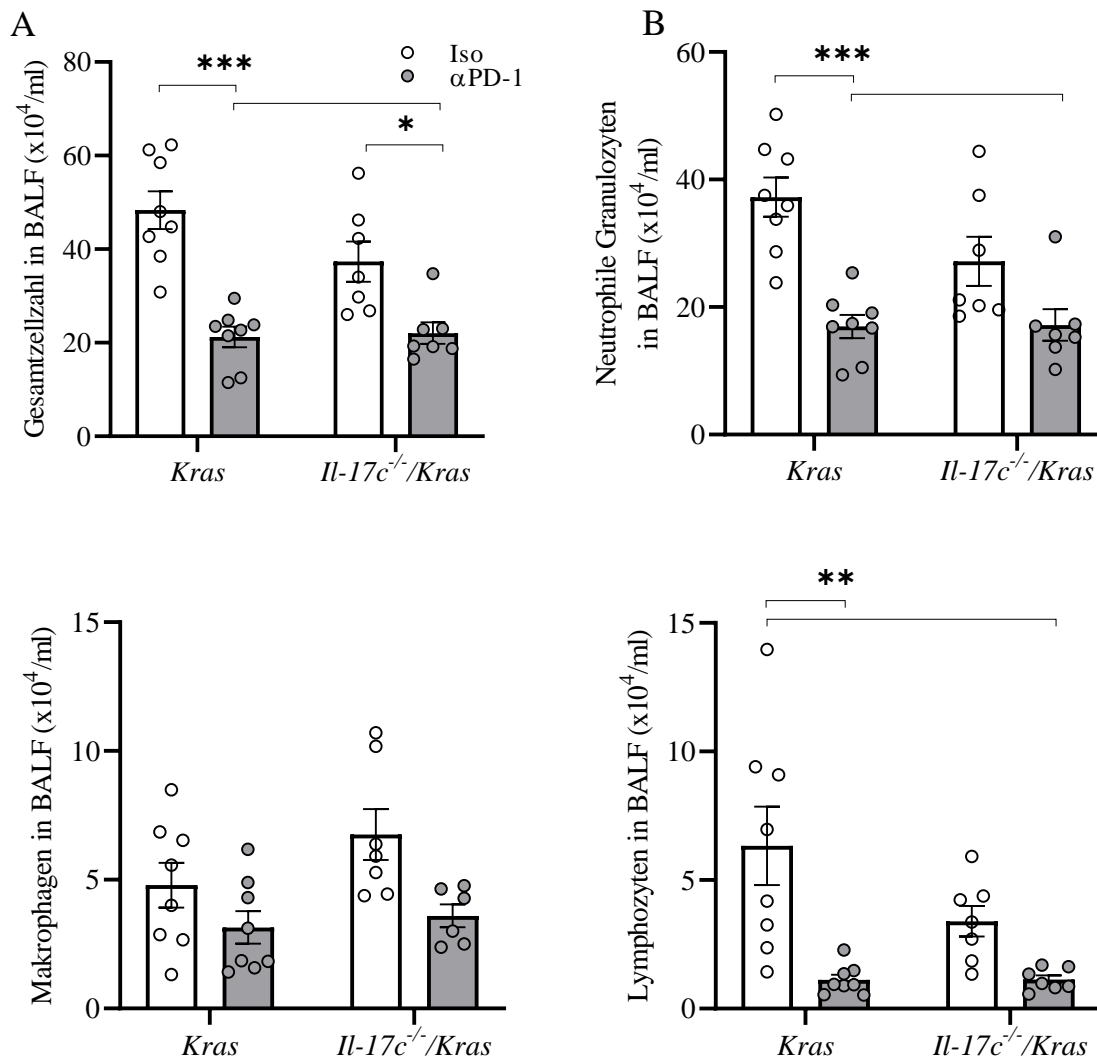 A
Iso
αPD-1
***
*
Gesamtzellzahl in BALF (x10⁴/ml)
80
60
40
20
0
Kras
Il-17c⁻/⁻/Kras
B
***
Neutrophile Granulozyten
in BALF (x10⁴/ml)
60
40
20
0
Kras
Il-17c⁻/⁻/Kras
Makrophagen in BALF (x10⁴/ml)
15
10
5
0
Kras
Il-17c⁻/⁻/Kras
**
Lymphozyten in BALF (x10⁴/ml)
15
10
5
0
Kras
Il-17c⁻/⁻/Kras